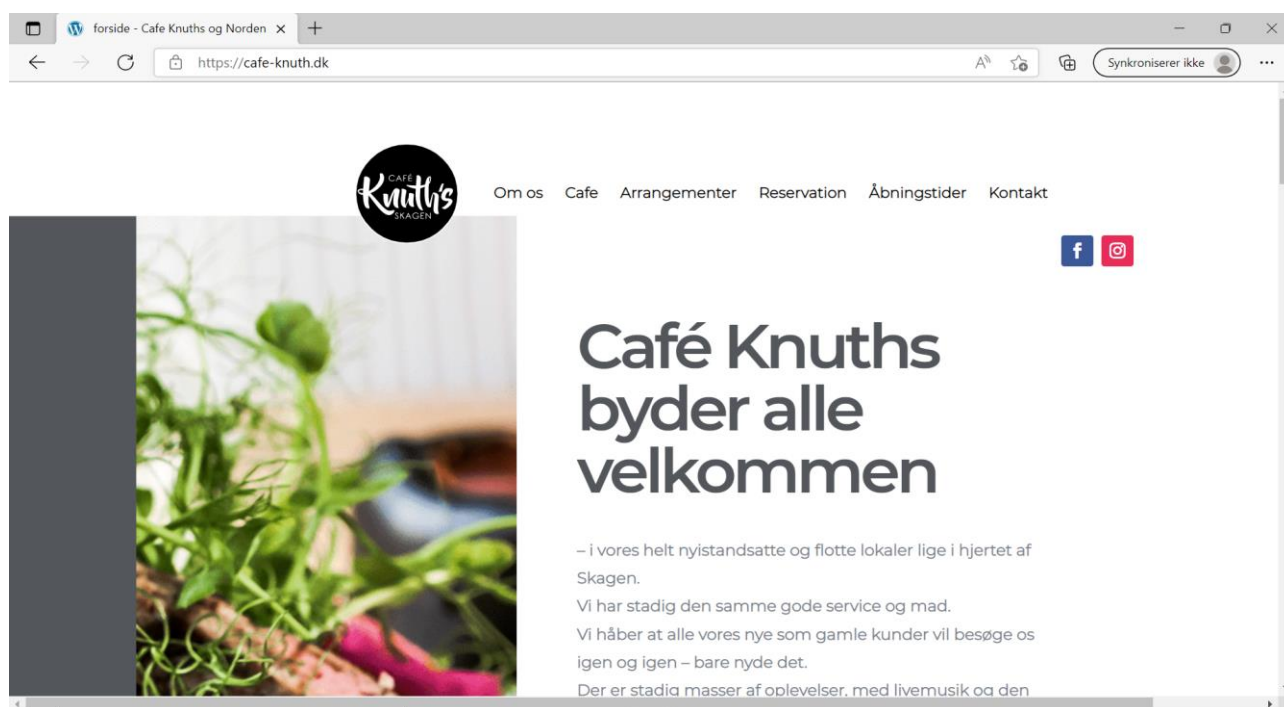 forside - Cafe Knuths og Norden
https://cafe-knuth.dk
Synkroniserer ikke
CAFÉ
Knuth's
SKAGEN
Om os Cafe Arrangementer Reservation Åbningstider Kontakt
Café Knuths
byder alle
velkommen
– i vores helt nyistandsatte og flotte lokaler lige i hjertet af
Skagen.
Vi har stadig den samme gode service og mad.
Vi håber at alle vores nye som gamle kunder vil besøge os
igen og igen – bare nyde det.
Der er stadig masser af oplevelser, med livemusik og den